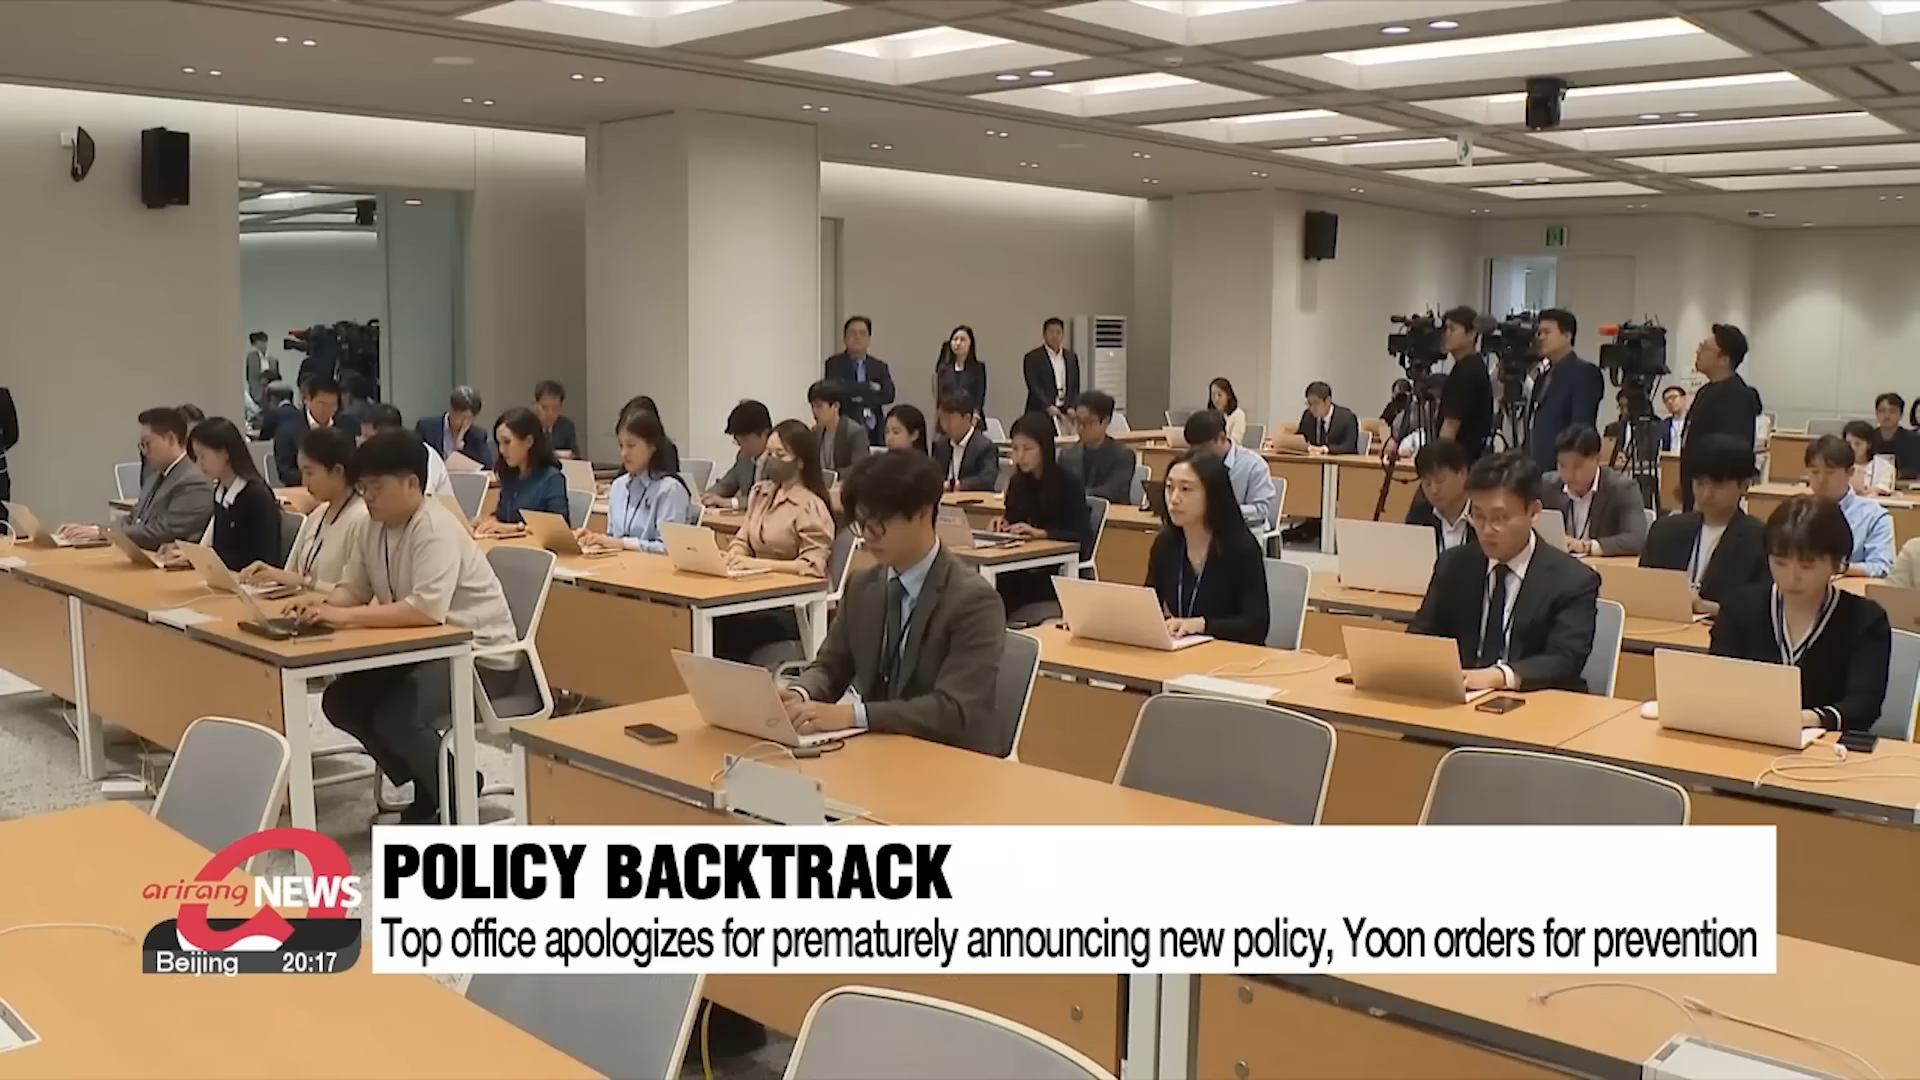 POLICY BACKTRACK
arirang NEWS
Top office apologizes for prematurely announcing new policy, Yoon orders for prevention
Beijing 20:17